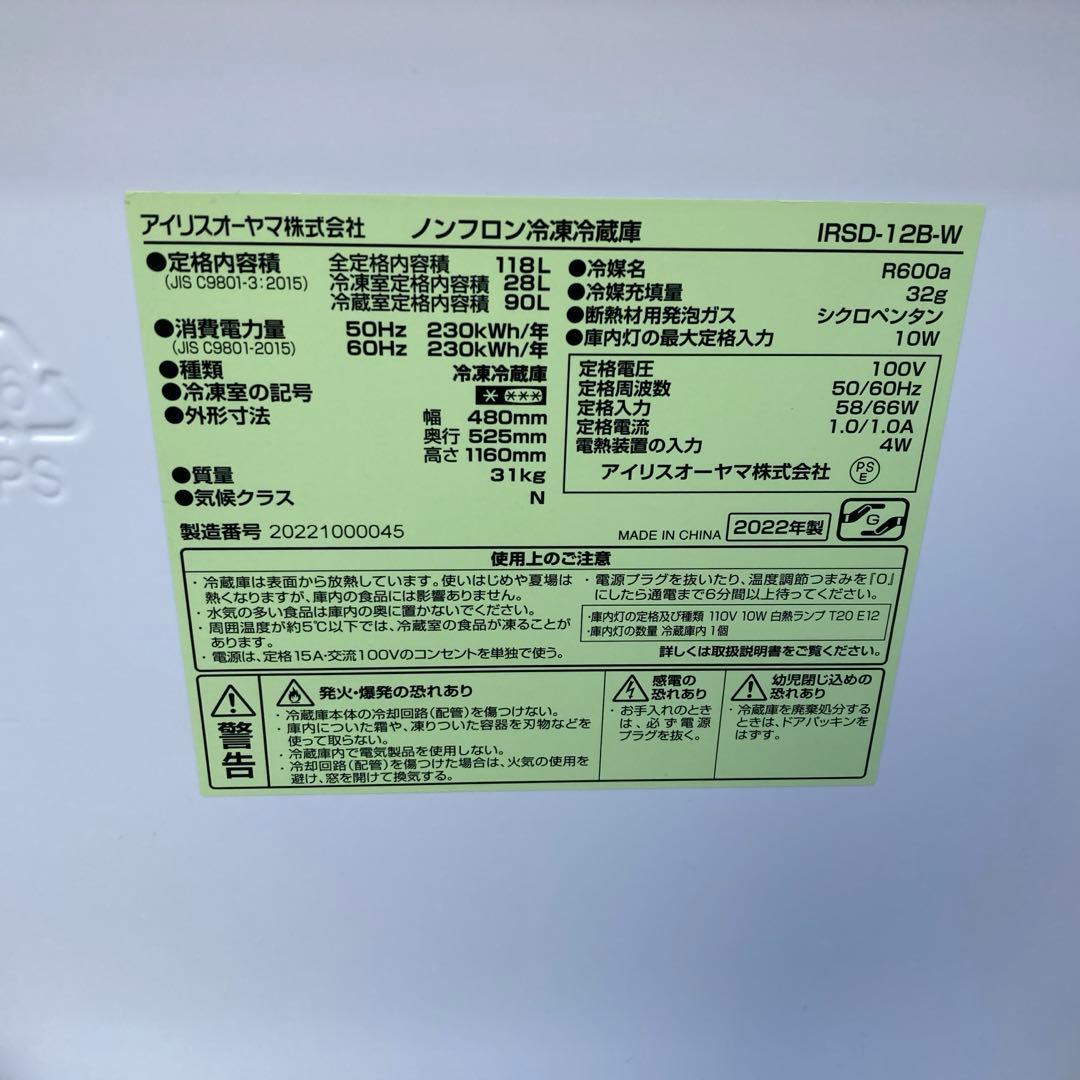 アイリスオーヤマ株式会社 ノンフロン冷凍冷蔵庫 IRSD-12B-W
●定格内容積 全定格内容積 118L
(JIS C9801-3:2015) 冷凍室定格内容積 28L
冷蔵室定格内容積 90L
●消費電力量 50Hz 230kWh/年
(JIS C9801-2015) 60Hz 230kWh/年
●種類 冷凍冷蔵庫
●冷凍室の記号
●外形寸法 幅 480mm
奥行 525mm
高さ 1160mm
●質量 31kg
●気候クラス N
●冷媒名 R600a
●冷媒充填量 32g
●断熱材用発泡ガス シクロペンタン
●庫内灯の最大定格入力 10W
定格電圧 100V
定格周波数 50/60Hz
定格入力 58/66W
定格電流 1.0/1.0A
電熱装置の入力 4W
アイリスオーヤマ株式会社 PSE
製造番号 20221000045
MADE IN CHINA 2022年製 G
使用上のご注意
・冷蔵庫は表面から放熱しています。使いはじめや夏場は
熱くなりますが、庫内の食品には影響ありません。
・水気の多い食品は庫内の奥に置かないでください。
・周囲温度が約5℃以下では、冷蔵室の食品が凍ることが
あります。
・電源は、定格15A・交流100Vのコンセントを単独で使う。
・電源プラグを抜いたり、温度調節つまみを『0』
にしたら通電まで6分間以上待ってください。
・庫内灯の定格及び種類 110V 10W 白熱ランプ T20 E12
・庫内灯の数量 冷蔵庫内 1個
詳しくは取扱説明書をご覧ください。
警告
発火・爆発の恐れあり
・冷蔵庫本体の冷却回路(配管)を傷つけない。
・庫内についた霜や、凍りついた容器を刃物などを
使って取らない。
・冷蔵庫内で電気製品を使用しない。
・冷却回路(配管)を傷つけた場合は、火気の使用を
避け、窓を開けて換気する。
感電の
恐れあり
・お手入れのとき
は、必ず電源
プラグを抜く。
幼児閉じ込めの
恐れあり
・冷蔵庫を廃棄処分する
ときは、ドアパッキンを
はずす。
6
PS